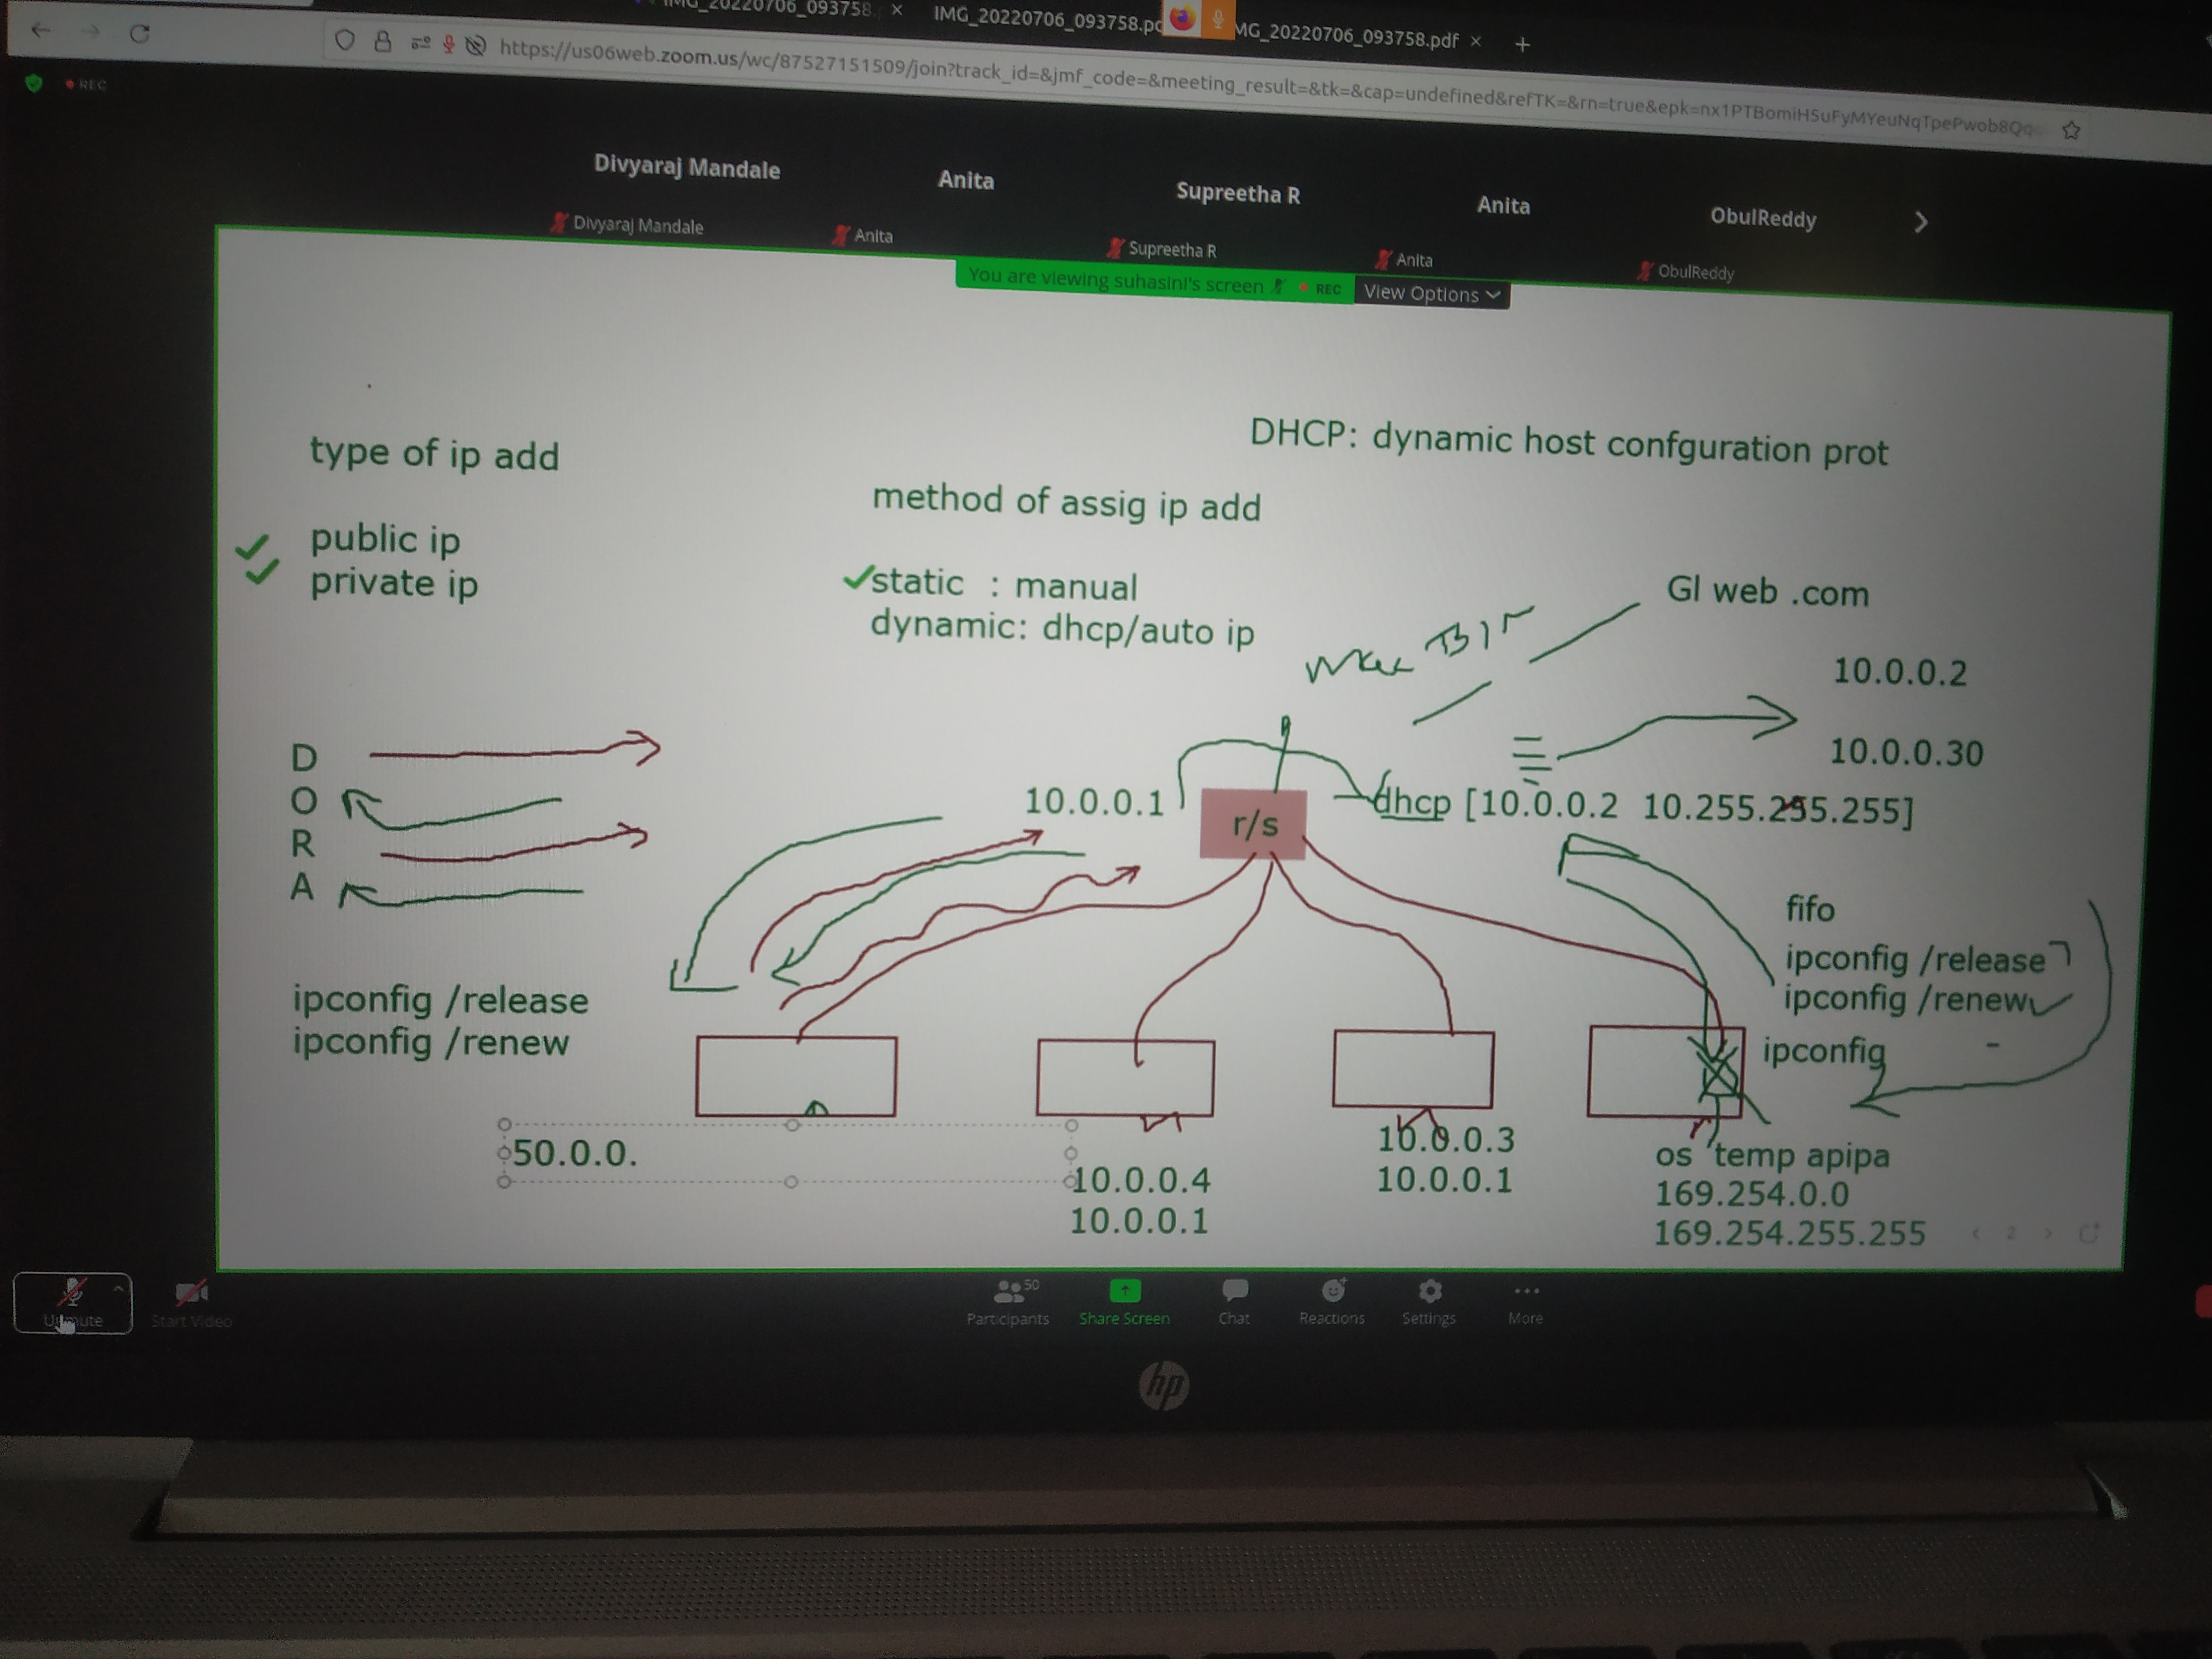 IMG_20220706_093758.p
IMG_20220706_093758.pd
MG_20220706_093758.pdf
https://us06web.zoom.us/wc/87527151509/join?track_id=&jmf_code=&meeting_result=&tk=&cap=undefined&refTK=&rn=true&epk=nx1PTBomiH5uFyMYeuNqTpePwob8Qq
REC
Divyaraj Mandale
Anita
Supreetha R
Anita
ObulReddy
Divyaraj Mandale
Anita
Supreetha R
Anita
ObulReddy
You are viewing suhasini's screen
REC
View Options
DHCP: dynamic host confguration prot
type of ip add
method of assig ip add
public ip
private ip
static : manual
dynamic: dhcp/auto ip
Gl web .com
10.0.0.2
10.0.0.30
D
O
R
A
10.0.0.1
r/s
dhcp [10.0.0.2 10.255.255.255]
fifo
ipconfig /release
ipconfig /renew
ipconfig
ipconfig /release
ipconfig /renew
50.0.0.
10.0.0.4
10.0.0.1
10.0.0.3
10.0.0.1
os temp apipa
169.254.0.0
169.254.255.255
2
Unmute
Start Video
50
Participants
Share Screen
Chat
Reactions
Settings
More
hp